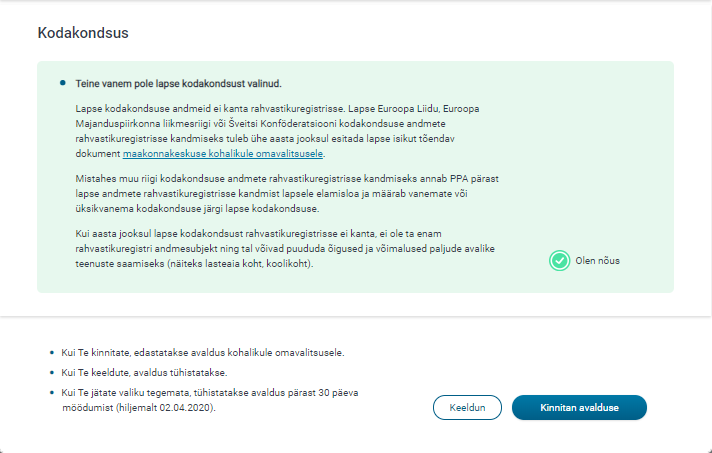 Kodakondsus
Teine vanem pole lapse kodakondsust valinud.
Lapse kodakondsuse andmeid ei kanta rahvastikuregistrisse. Lapse Euroopa Liidu, Euroopa
Majanduspiirkonna liikmesriigi või Šveitsi Konföderatsiooni kodakondsuse andmete
rahvastikuregistrisse kandmiseks tuleb ühe aasta jooksul esitada lapse isikut tõendav
dokument maakonnakeskuse kohalikule omavalitsusele.
Mistahes muu riigi kodakondsuse andmete rahvastikuregistrisse kandmiseks annab PPA pärast
lapse andmete rahvastikuregistrisse kandmist lapsele elamisloa ja määrab vanemate või
üksikvanema kodakondsuse järgi lapse kodakondsuse.
Kui aasta jooksul lapse kodakondsust rahvastikuregistrisse ei kanta, ei ole ta enam
rahvastikuregistri andmesubjekt ning tal võivad puududa õigused ja võimalused paljude avalike
teenuste saamiseks (näiteks lasteaia koht, koolikoht).
Olen nõus
Kui Te kinnitate, edastatakse avaldus kohalikule omavalitsusele.
Kui Te keeldute, avaldus tühistatakse.
Kui Te jätate valiku tegemata, tühistatakse avaldus pärast 30 päeva
möödumist (hiljemalt 02.04.2020).
Keeldun
Kinnitan avalduse